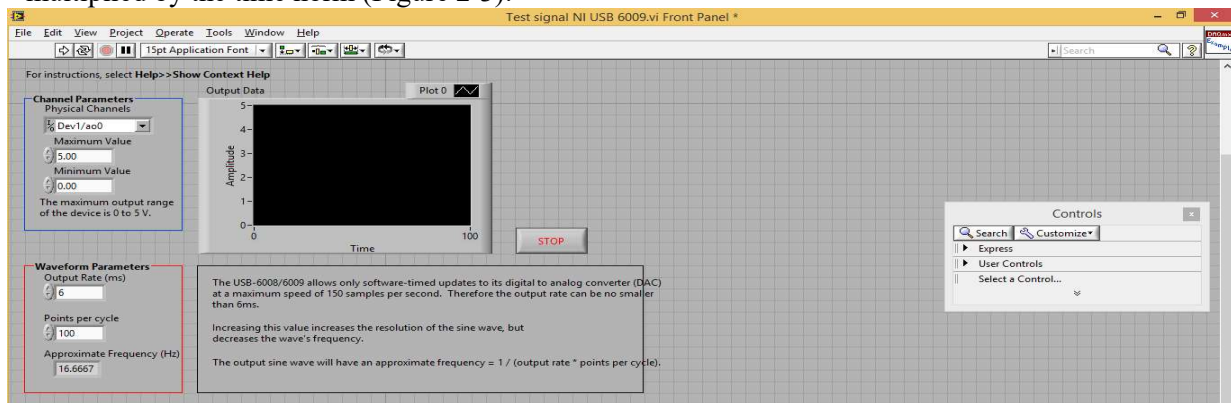 multiplied by the time norm (Figure 2-3).
Test signal NI USB 6009.vi Front Panel *
File Edit View Project Operate Tools Window Help
15pt Application Font
Search
For instructions, select Help>>Show Context Help
Channel Parameters
Physical Channels
Dev1/ao0
Maximum Value
5.00
Minimum Value
0.00
The maximum output range
of the device is 0 to 5 V.
Output Data
Plot 0
Amplitude
5
4
3
2
1
0
0
100
Time
STOP
Waveform Parameters
Output Rate (ms)
6
Points per cycle
100
Approximate Frequency (Hz)
16.6667
The USB-6008/6009 allows only software-timed updates to its digital to analog converter (DAC)
at a maximum speed of 150 samples per second. Therefore the output rate can be no smaller
than 6ms.
Increasing this value increases the resolution of the sine wave, but
decreases the wave's frequency.
The output sine wave will have an approximate frequency = 1 / (output rate * points per cycle).
Controls
Search
Customize
Express
User Controls
Select a Control...